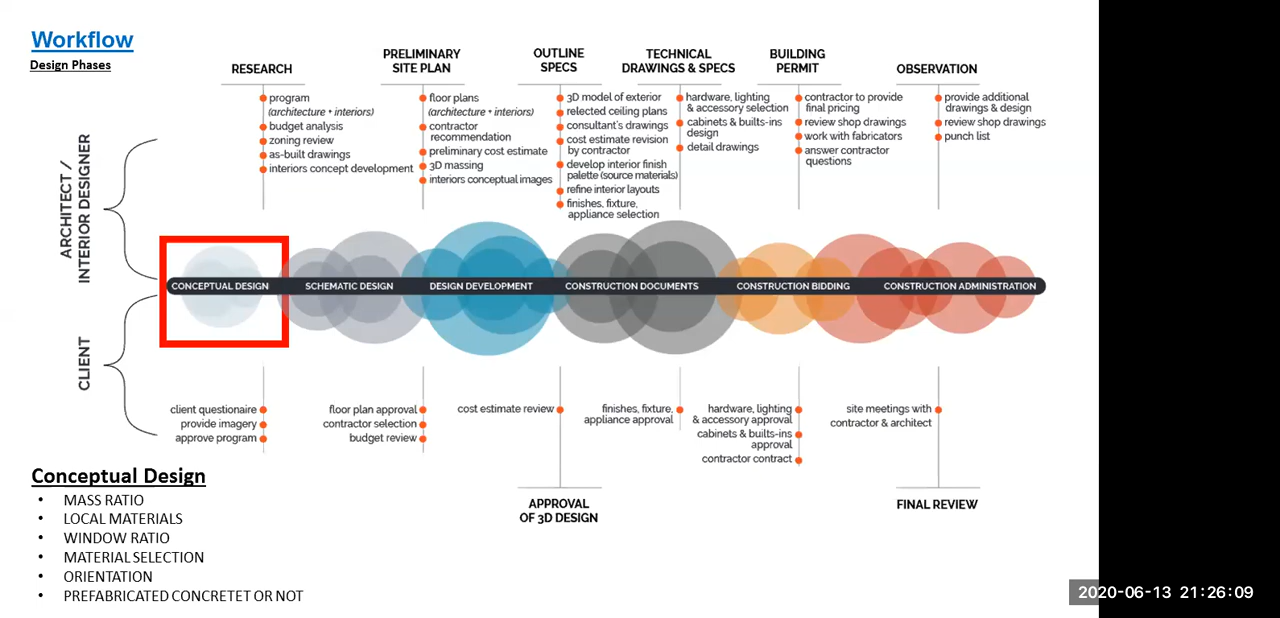 Workflow
Design Phases
RESEARCH
PRELIMINARY
SITE PLAN
OUTLINE
SPECS
TECHNICAL
DRAWINGS & SPECS
BUILDING
PERMIT
OBSERVATION
program
(architecture + interiors)
budget analysis
zoning review
as-built drawings
interiors concept development
floor plans
(architecture + interiors)
contractor
recommendation
preliminary cost estimate
3D massing
interiors conceptual images
3D model of exterior
relected ceiling plans
consultant's drawings
cost estimate revision
by contractor
develop interior finish
palette (source materials)
refine interior layouts
finishes, fixture,
appliance selection
hardware, lighting
& accessory selection
cabinets & builts-ins
design
detail drawings
contractor to provide
final pricing
review shop drawings
work with fabricators
answer contractor
questions
provide additional
drawings & design
review shop drawings
punch list
ARCHITECT /
INTERIOR DESIGNER
CONCEPTUAL DESIGN
SCHEMATIC DESIGN
DESIGN DEVELOPMENT
CONSTRUCTION DOCUMENTS
CONSTRUCTION BIDDING
CONSTRUCTION ADMINISTRATION
CLIENT
client questionaire
provide imagery
approve program
floor plan approval
contractor selection
budget review
cost estimate review
finishes, fixture,
appliance approval
hardware, lighting
& accessory approval
cabinets & builts-ins
approval
contractor contract
site meetings with
contractor & architect
APPROVAL
OF 3D DESIGN
FINAL REVIEW
Conceptual Design
• MASS RATIO
• LOCAL MATERIALS
• WINDOW RATIO
• MATERIAL SELECTION
• ORIENTATION
• PREFABRICATED CONCRETET OR NOT
2020-06-13 21:26:09